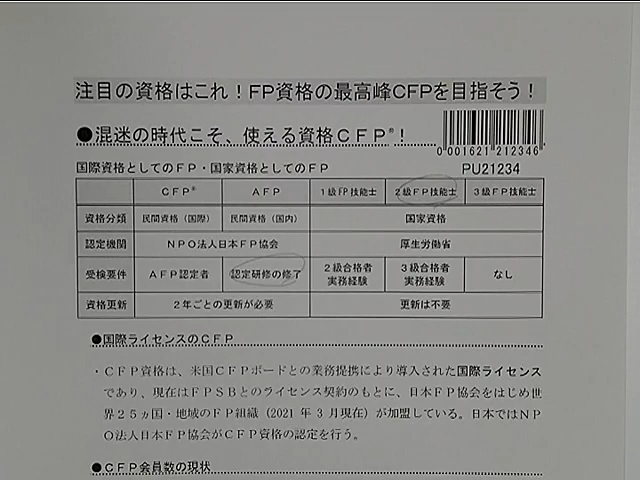 注目の資格はこれ！FP資格の最高峰CFPを目指そう！
●混迷の時代こそ、使える資格ＣＦＰ®！
0 001621 212346
国際資格としてのＦＰ・国家資格としてのＦＰ
PU21234
ＣＦＰ® ＡＦＰ １級ＦＰ技能士 ２級ＦＰ技能士 ３級ＦＰ技能士
資格分類 民間資格（国際） 民間資格（国内） 国家資格
認定機関 ＮＰＯ法人日本ＦＰ協会 厚生労働省
受検要件 ＡＦＰ認定者 認定研修の修了 ２級合格者 実務経験 ３級合格者 実務経験 なし
資格更新 ２年ごとの更新が必要 更新は不要
●国際ライセンスのＣＦＰ
・ＣＦＰ資格は、米国ＣＦＰボードとの業務提携により導入された国際ライセンス
であり、現在はＦＰＳＢとのライセンス契約のもとに、日本ＦＰ協会をはじめ世
界２５ヵ国・地域のＦＰ組織（2021 年 3 月現在）が加盟している。日本ではＮＰ
Ｏ法人日本ＦＰ協会がＣＦＰ資格の認定を行う。
●ＣＦＰ会員数の現状